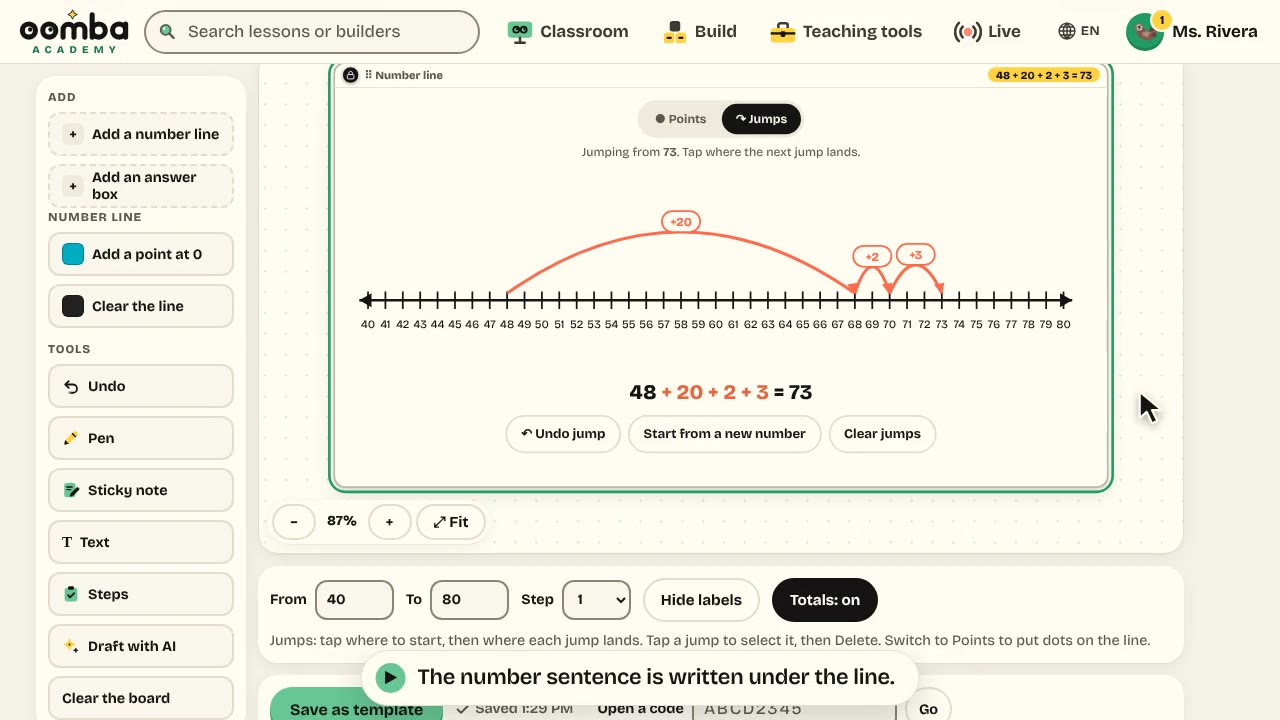 oomba
ACADEMY
Search lessons or builders
Classroom
Build
Teaching tools
Live
EN
1
Ms. Rivera
ADD
+ Add a number line
+ Add an answer box
NUMBER LINE
Add a point at 0
Clear the line
TOOLS
Undo
Pen
Sticky note
T Text
Steps
Draft with AI
Clear the board
Number line
48 + 20 + 2 + 3 = 73
Points
↷ Jumps
Jumping from 73. Tap where the next jump lands.
+20
+2
+3
40 41 42 43 44 45 46 47 48 49 50 51 52 53 54 55 56 57 58 59 60 61 62 63 64 65 66 67 68 69 70 71 72 73 74 75 76 77 78 79 80
48 + 20 + 2 + 3 = 73
↶ Undo jump
Start from a new number
Clear jumps
− 87% + ⤢ Fit
From 40 To 80 Step 1 Hide labels Totals: on
Jumps: tap where to start, then where each jump lands. Tap a jump to select it, then Delete. Switch to Points to put dots on the line.
The number sentence is written under the line.
Save as template ✓ Saved 1:29 PM Open a code ABCD2345 Go